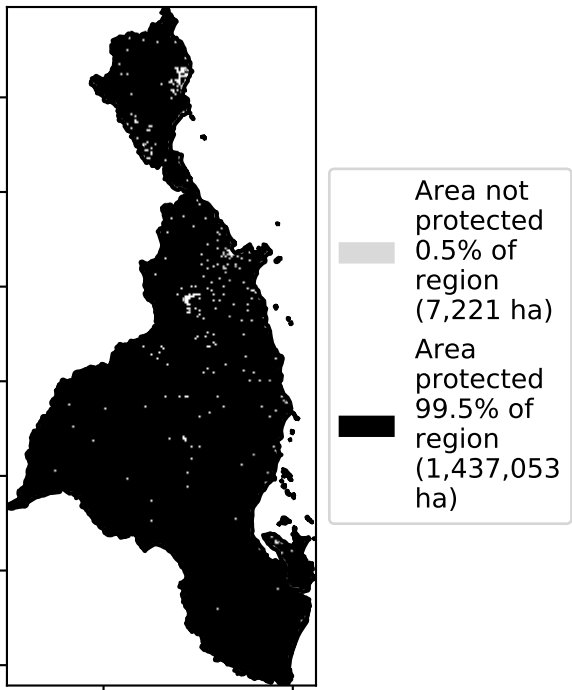 Area not
protected
0.5% of
region
(7,221 ha)
Area
protected
99.5% of
region
(1,437,053
ha)